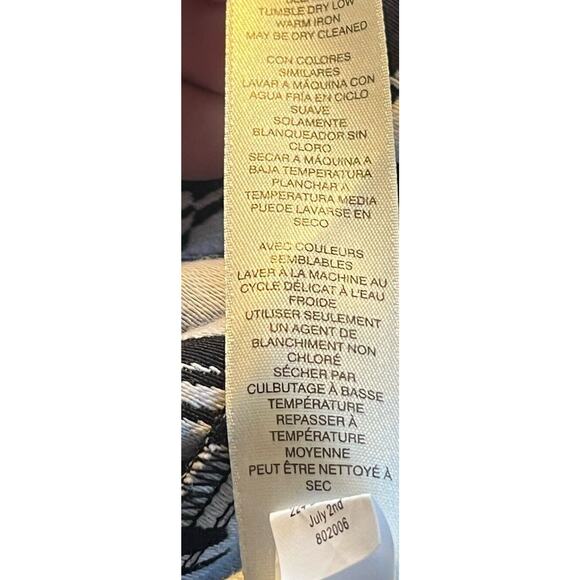 TUMBLE DRY LOW
WARM IRON
MAY BE DRY CLEANED
CON COLORES
SIMILARES
LAVAR A MÁQUINA CON
AGUA FRÍA EN CICLO
SUAVE
SOLAMENTE
BLANQUEADOR SIN
CLORO
SECAR A MÁQUINA A
BAJA TEMPERATURA
PLANCHAR A
TEMPERATURA MEDIA
PUEDE LAVARSE EN
SECO
AVEC COULEURS
SEMBLABLES
LAVER À LA MACHINE AU
CYCLE DÉLICAT À L'EAU
FROIDE
UTILISER SEULEMENT
UN AGENT DE
BLANCHIMENT NON
CHLORÉ
SÉCHER PAR
CULBUTAGE À BASSE
TEMPÉRATURE
REPASSER À
TEMPÉRATURE
MOYENNE
PEUT ÊTRE NETTOYÉ À
SEC
July 2nd
802006